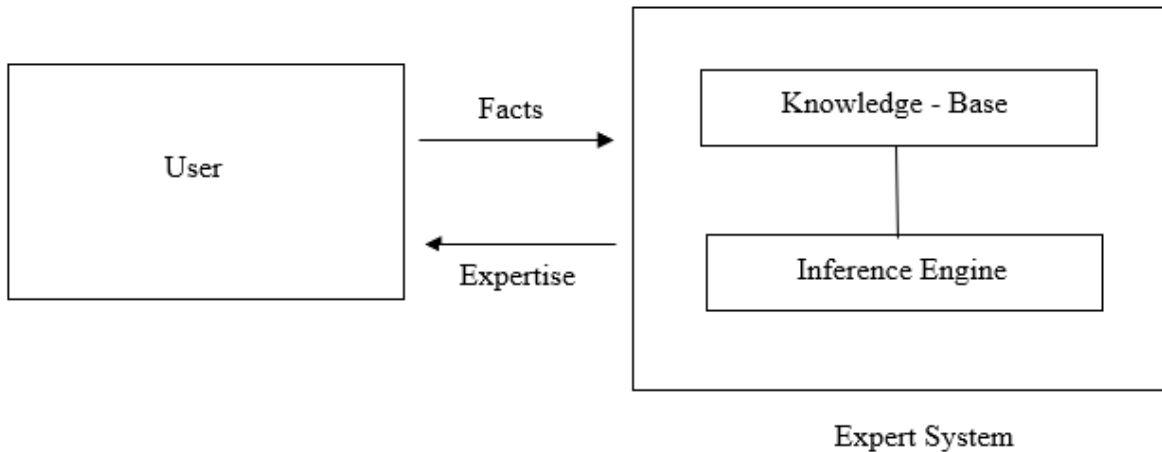 User
Facts
Expertise
Knowledge - Base
Inference Engine
Expert System